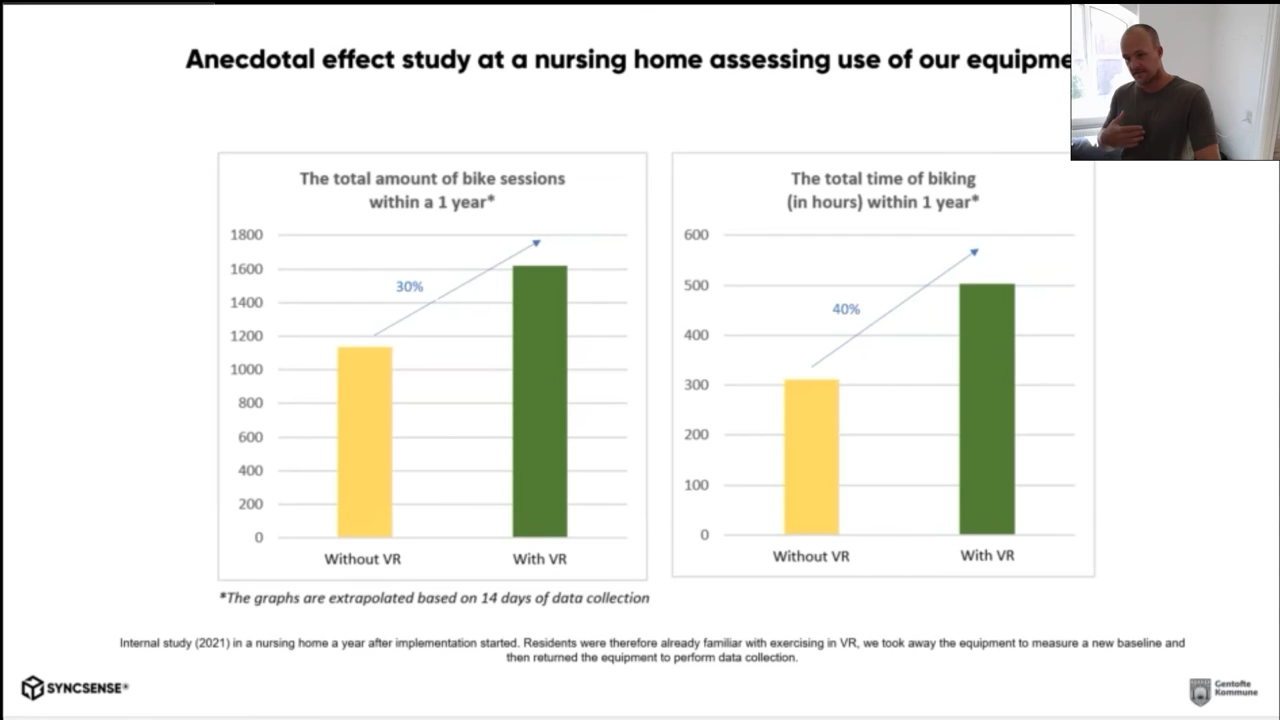 Anecdotal effect study at a nursing home assessing use of our equipme
The total amount of bike sessions
within a 1 year*
1800
1600
1400
1200
1000
800
600
400
200
0
30%
Without VR
With VR
The total time of biking
(in hours) within 1 year*
600
500
400
300
200
100
0
40%
Without VR
With VR
*The graphs are extrapolated based on 14 days of data collection
Internal study (2021) in a nursing home a year after implementation started. Residents were therefore already familiar with exercising in VR, we took away the equipment to measure a new baseline and
then returned the equipment to perform data collection.
SYNCSENSE®
Gentofte
Kommune